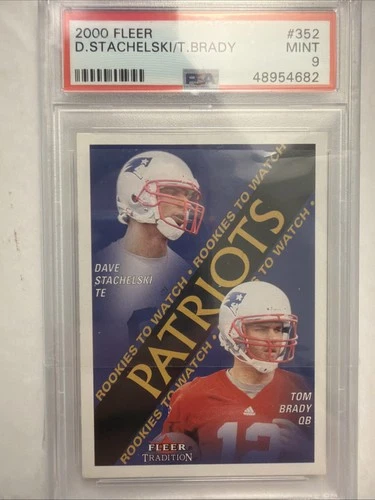 2000 FLEER #352
D.STACHELSKI/T.BRADY MINT
9
PSA 48954682
ROOKIES TO WATCH • ROOKIES TO WATCH •
PATRIOTS
ROOKIES TO WATCH • ROOKIES TO WATCH
DAVE
STACHELSKI
TE
TOM
BRADY
QB
12
FLEER
TRADITION